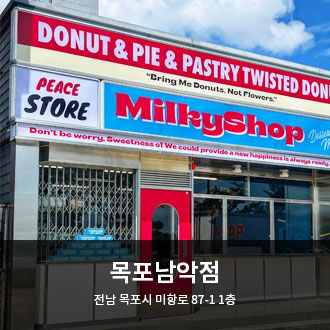 DONUT & PIE & PASTRY TWISTED DON
"Bring Me Donuts. Not Flowers."
PEACE
STORE
MilkyShop
Dessert
Don't be worry. Sweetness of We could provide a new happiness is always ready.
SHOP
목포남악점
전남 목포시 미항로 87-1 1층